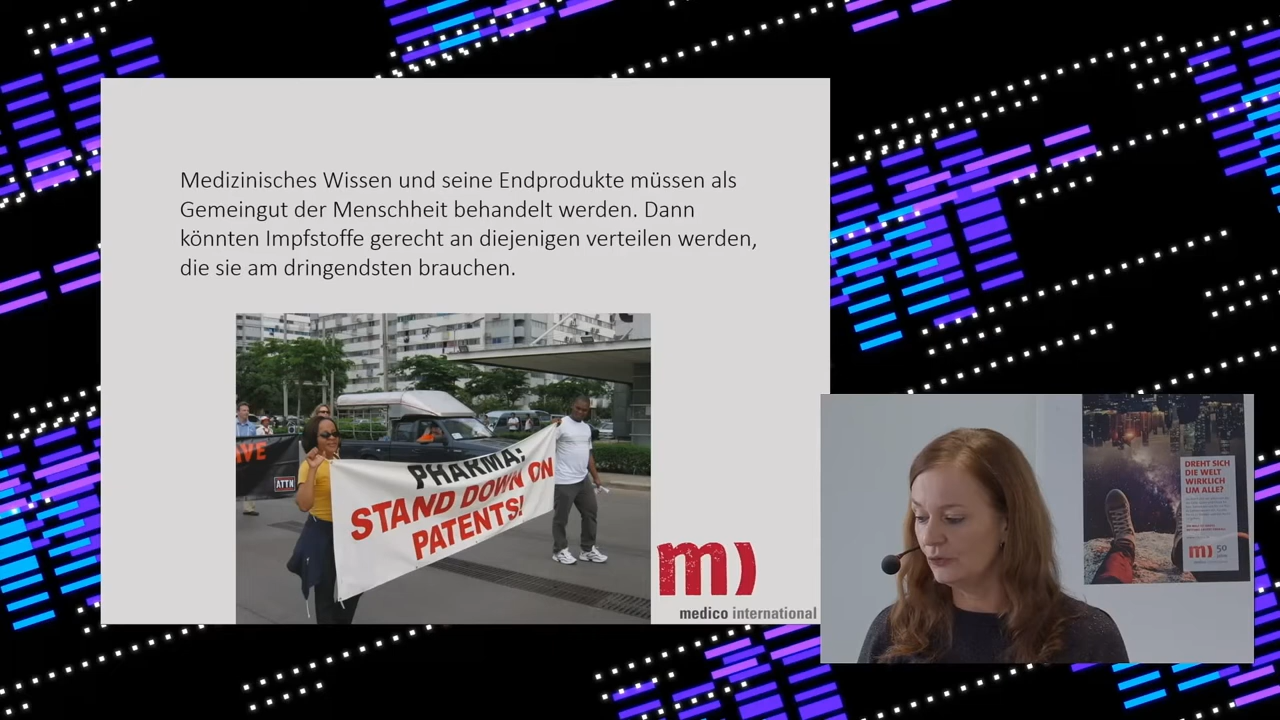 Medizinisches Wissen und seine Endprodukte müssen als
Gemeingut der Menschheit behandelt werden. Dann
könnten Impfstoffe gerecht an diejenigen verteilen werden,
die sie am dringendsten brauchen.
AVE
ATTN
PHARMA:
STAND DOWN ON
PATENTS!
m)
medico international
DREHT SICH
DIE WELT
WIRKLICH
UM ALLE?
m)
50